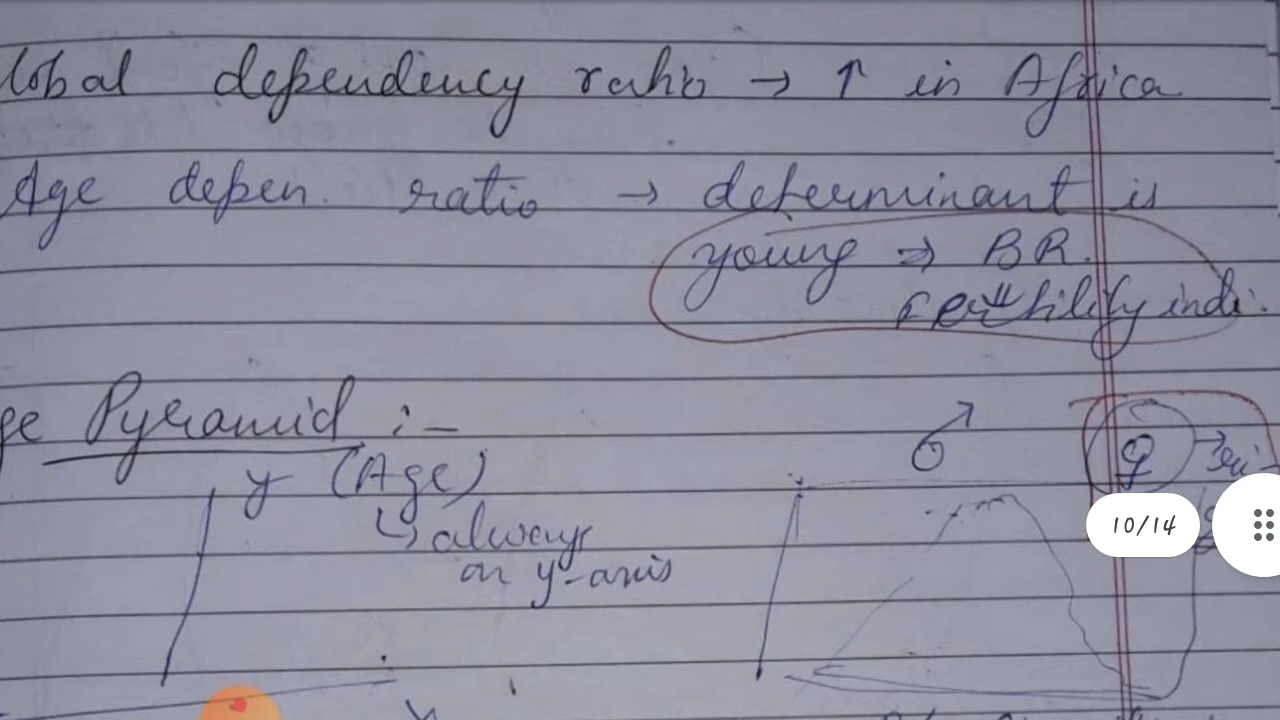 lobal dependency ratio → ↑ in Africa
Age depen. ratio → determinant is
young ⇒ BR.
fertility indi.
ge Pyramid :-
y (Age)
↳ always
on y-axis
♂ ♀ →
10/14